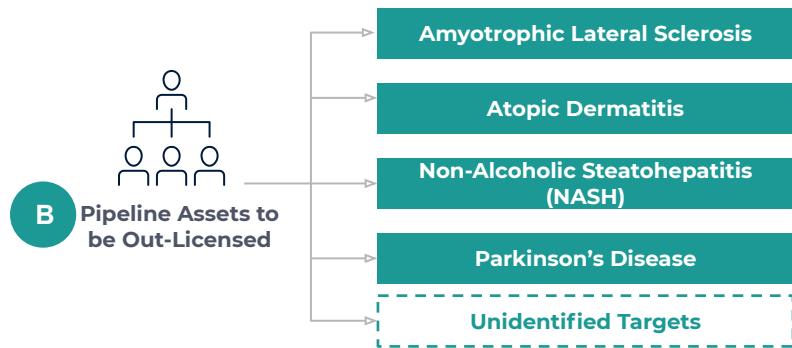 Amyotrophic Lateral Sclerosis
Atopic Dermatitis
Non-Alcoholic Steatohepatitis
(NASH)
B
Pipeline Assets to
be Out-Licensed
Parkinson’s Disease
Unidentified Targets